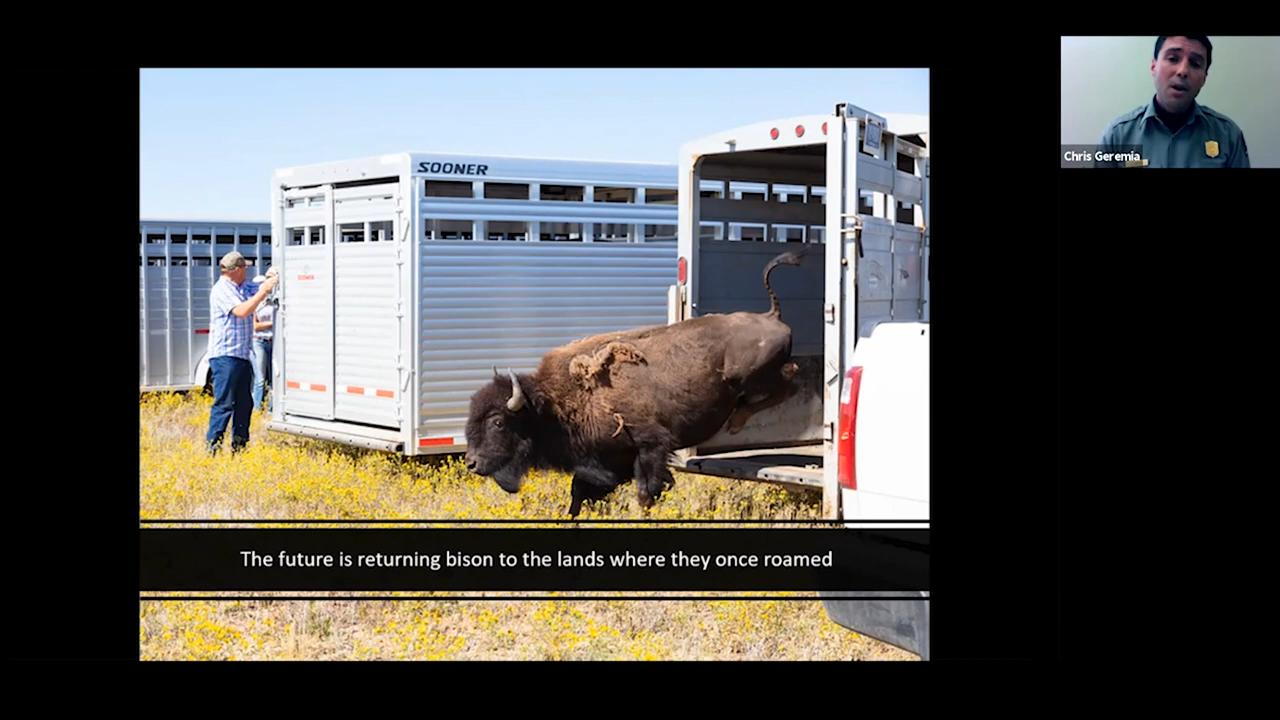 SOONER
Chris Geremia
The future is returning bison to the lands where they once roamed